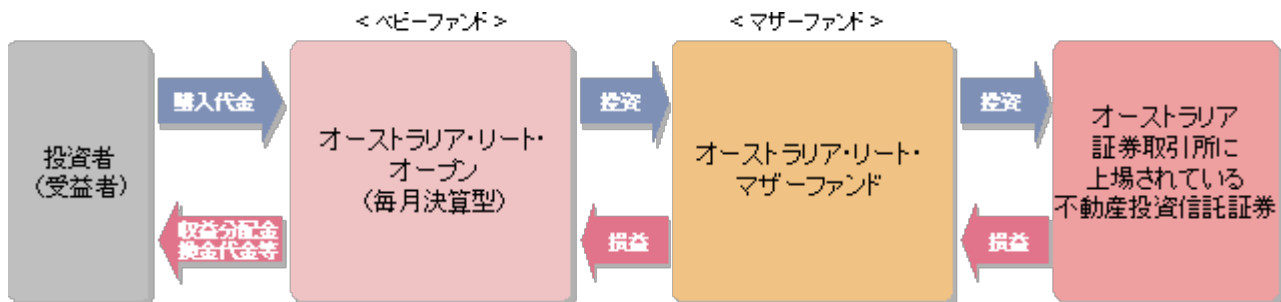 <ベビーファンド>
<マザーファンド>
投資者
(受益者)
購入代金
収益分配金
換金代金等
オーストラリア・リート・
オープン
(毎月決算型)
投資
損益
オーストラリア・リート・
マザーファンド
投資
損益
オーストラリア
証券取引所に
上場されている
不動産投資信託証券